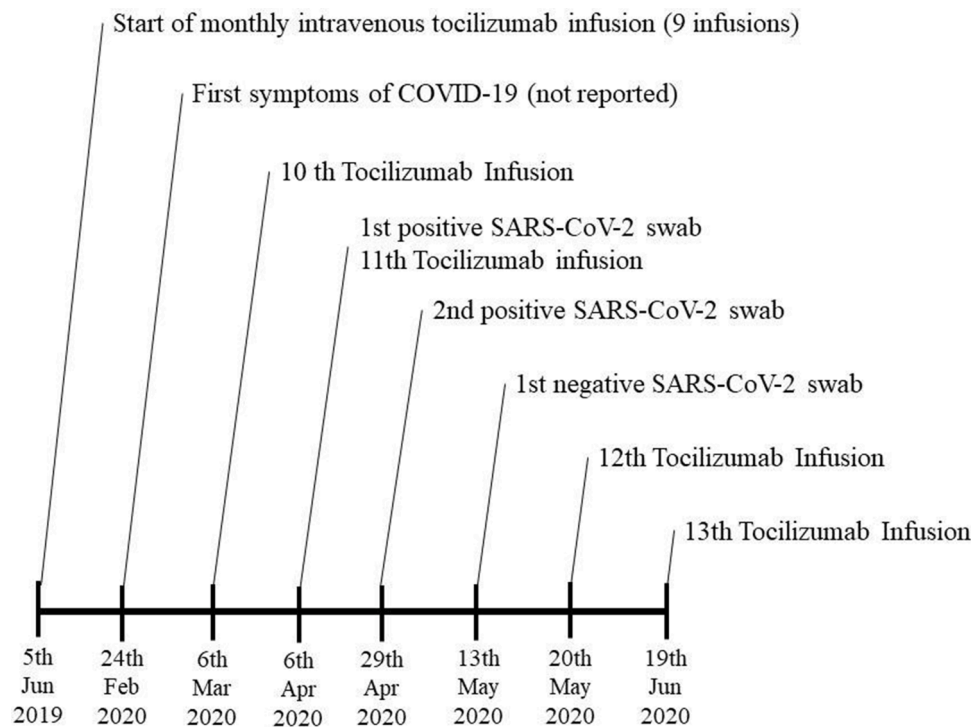 Start of monthly intravenous tocilizumab infusion (9 infusions)
First symptoms of COVID-19 (not reported)
10 th Tocilizumab Infusion
1st positive SARS-CoV-2 swab
11th Tocilizumab infusion
2nd positive SARS-CoV-2 swab
1st negative SARS-CoV-2 swab
12th Tocilizumab Infusion
13th Tocilizumab Infusion
5th Jun 2019
24th Feb 2020
6th Mar 2020
6th Apr 2020
29th Apr 2020
13th May 2020
20th May 2020
19th Jun 2020